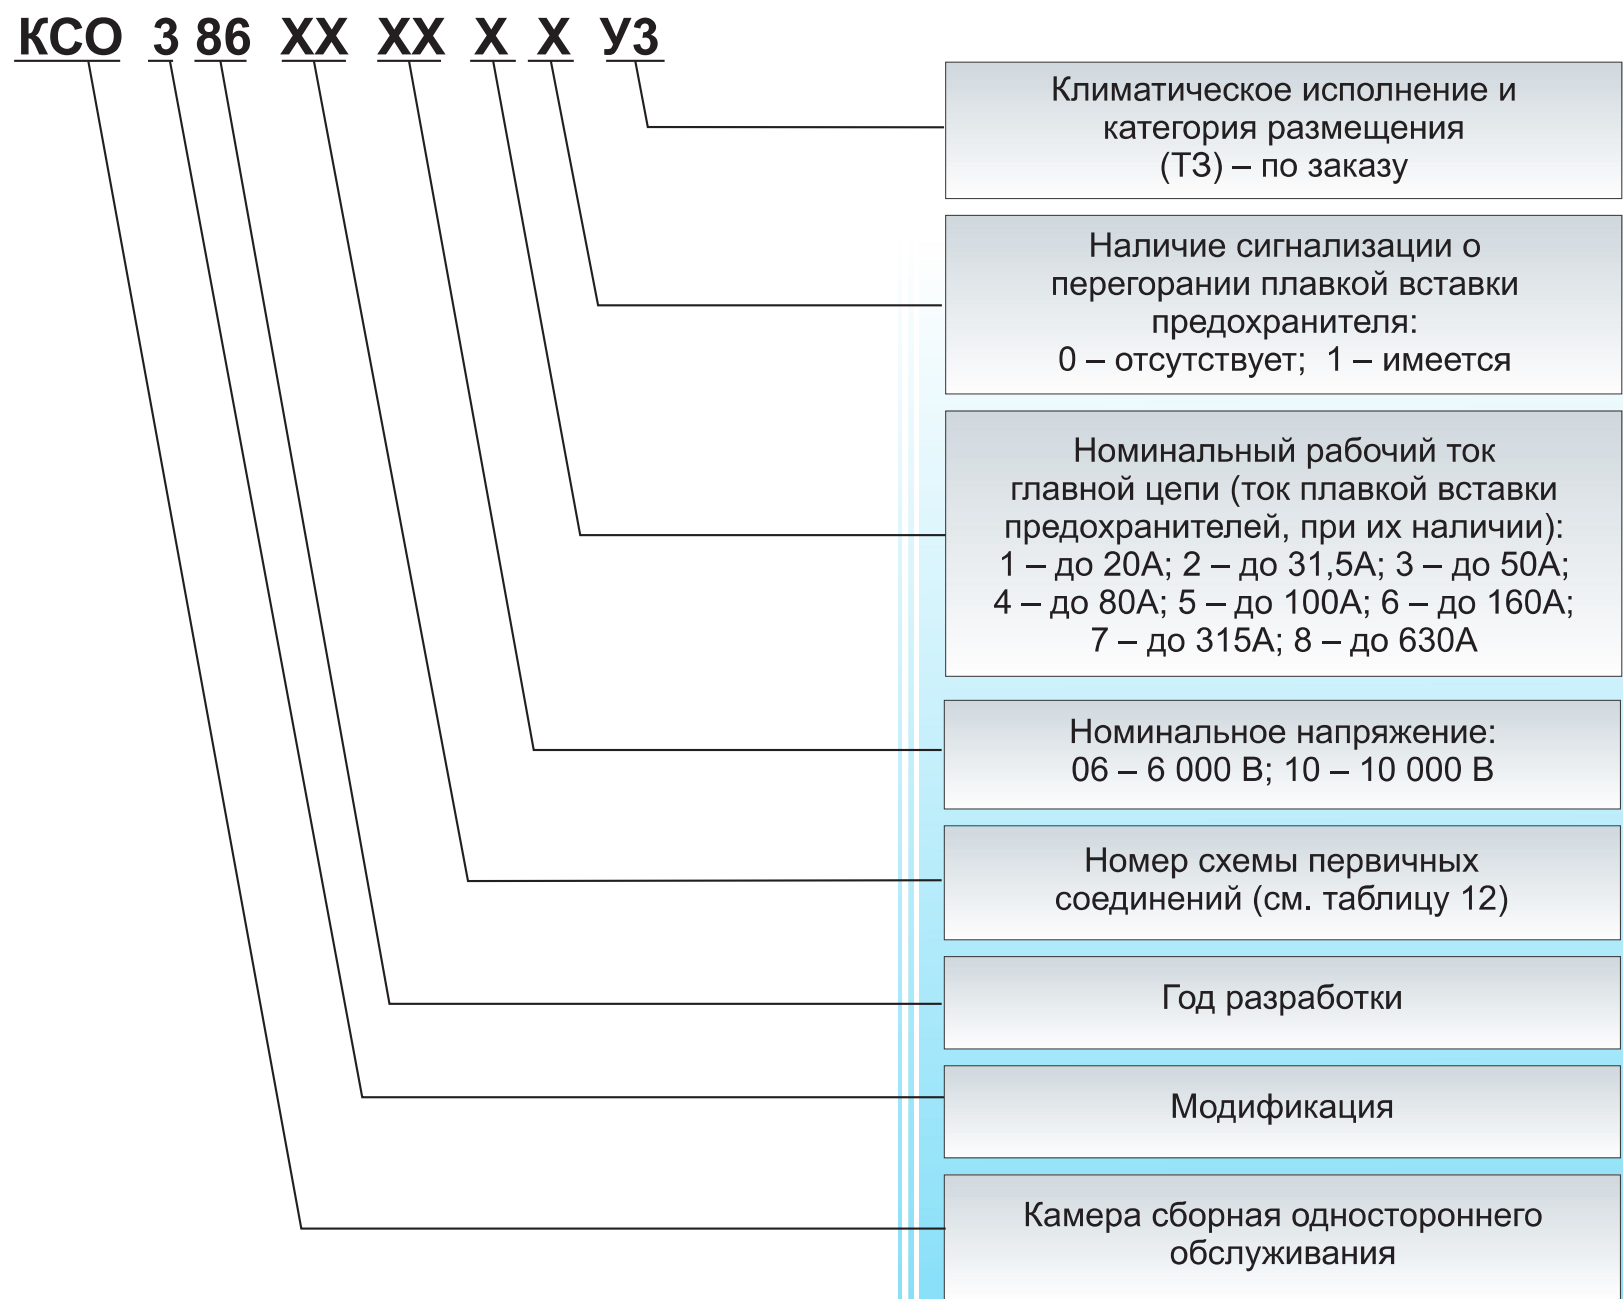 КСО 3 86 ХХ ХХ Х Х У3
Климатическое исполнение и
категория размещения
(Т3) – по заказу
Наличие сигнализации о
перегорании плавкой вставки
предохранителя:
0 – отсутствует; 1 – имеется
Номинальный рабочий ток
главной цепи (ток плавкой вставки
предохранителей, при их наличии):
1 – до 20А; 2 – до 31,5А; 3 – до 50А;
4 – до 80А; 5 – до 100А; 6 – до 160А;
7 – до 315А; 8 – до 630А
Номинальное напряжение:
06 – 6 000 В; 10 – 10 000 В
Номер схемы первичных
соединений (см. таблицу 12)
Год разработки
Модификация
Камера сборная одностороннего
обслуживания